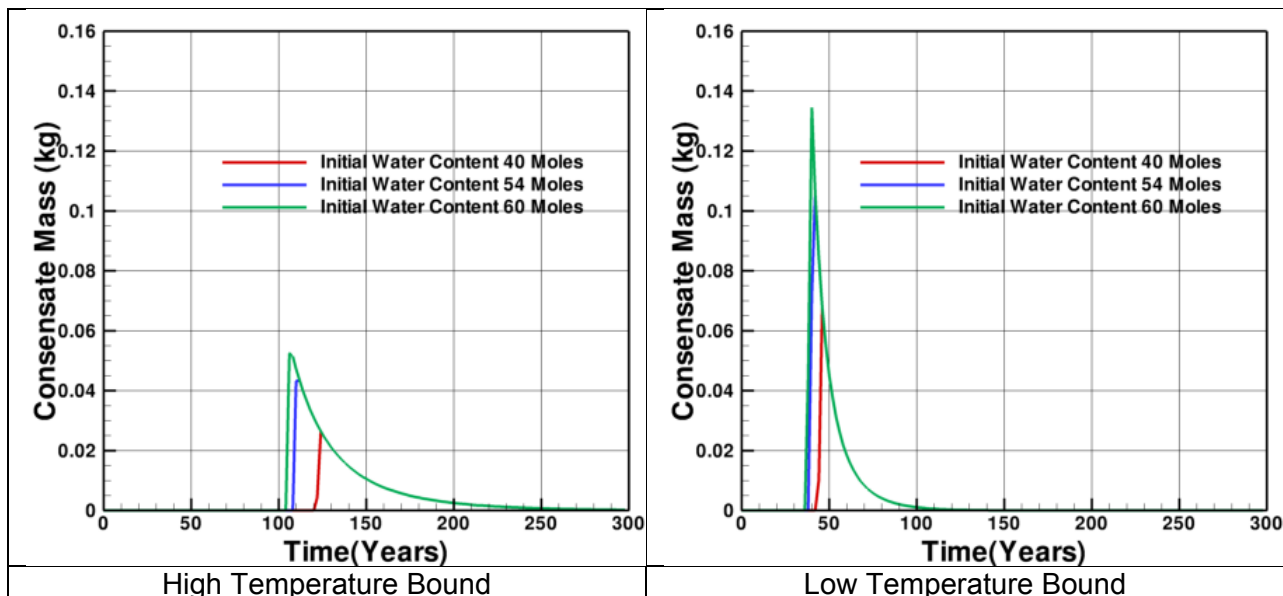 0.16
0.14
0.12
0.1
0.08
0.06
0.04
0.02
0
Consensate Mass (kg)
Initial Water Content 40 Moles
Initial Water Content 54 Moles
Initial Water Content 60 Moles
0 50 100 150 200 250 300
Time(Years)
High Temperature Bound
0.16
0.14
0.12
0.1
0.08
0.06
0.04
0.02
0
Consensate Mass (kg)
Initial Water Content 40 Moles
Initial Water Content 54 Moles
Initial Water Content 60 Moles
0 50 100 150 200 250 300
Time(Years)
Low Temperature Bound